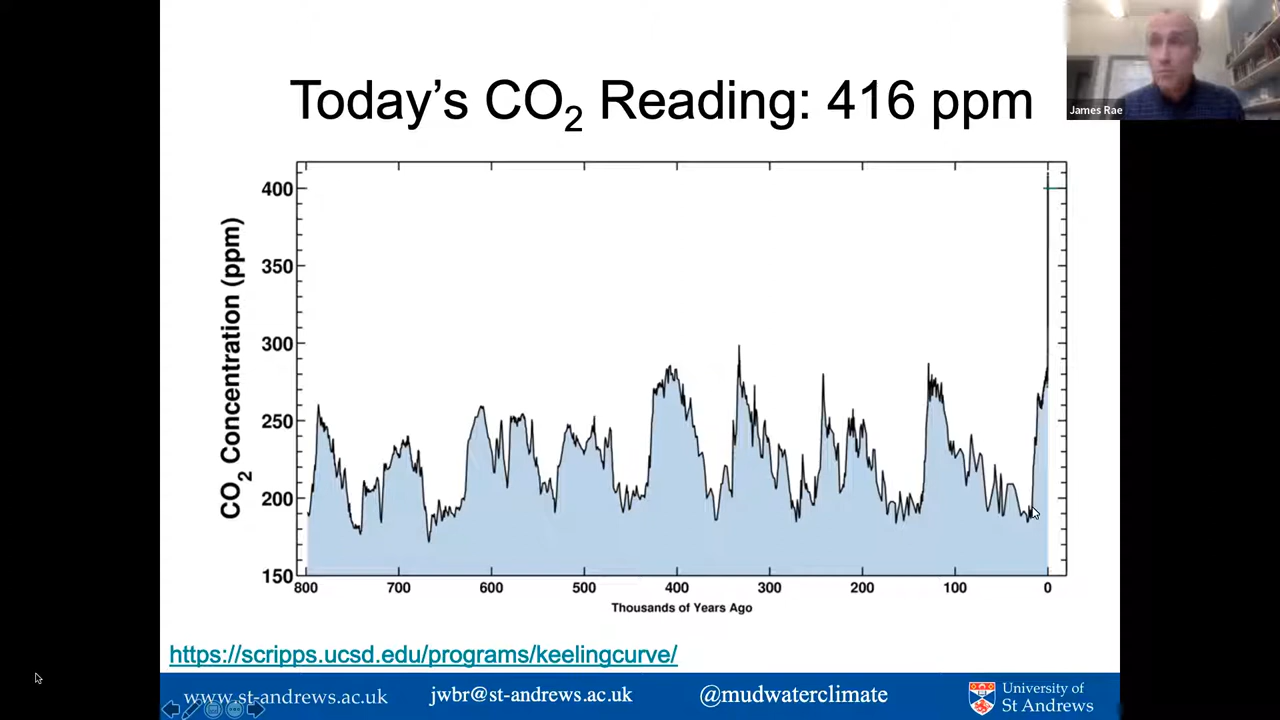 Today's CO2 Reading: 416 ppm
James Rae
CO2 Concentration (ppm)
400
350
300
250
200
150
800 700 600 500 400 300 200 100 0
Thousands of Years Ago
https://scripps.ucsd.edu/programs/keelingcurve/
www.st-andrews.ac.uk jwbr@st-andrews.ac.uk @mudwaterclimate University of
St Andrews